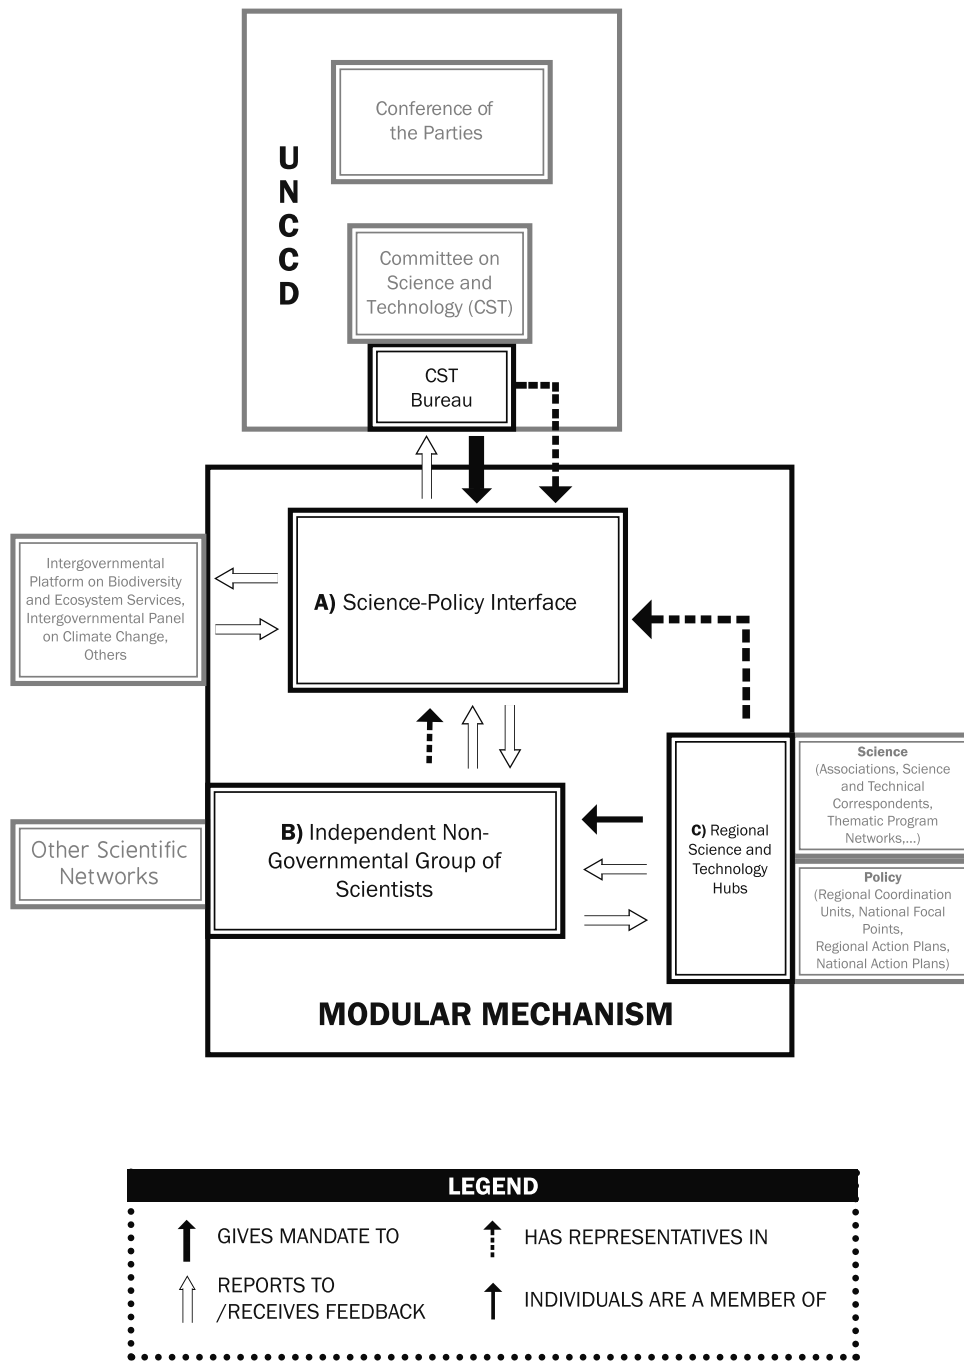 Conference of
the Parties
U
N
C
C
D
Committee on
Science and
Technology (CST)
CST
Bureau
Intergovernmental
Platform on Biodiversity
and Ecosystem Services,
Intergovernmental Panel
on Climate Change,
Others
A) Science-Policy Interface
B) Independent Non-
Governmental Group of
Scientists
Other Scientific
Networks
C) Regional
Science and
Technology
Hubs
Science
(Associations, Science
and Technical
Correspondents,
Thematic Program
Networks,...)
Policy
(Regional Coordination
Units, National Focal
Points,
Regional Action Plans,
National Action Plans)
MODULAR MECHANISM
LEGEND
GIVES MANDATE TO
HAS REPRESENTATIVES IN
REPORTS TO
/RECEIVES FEEDBACK
INDIVIDUALS ARE A MEMBER OF